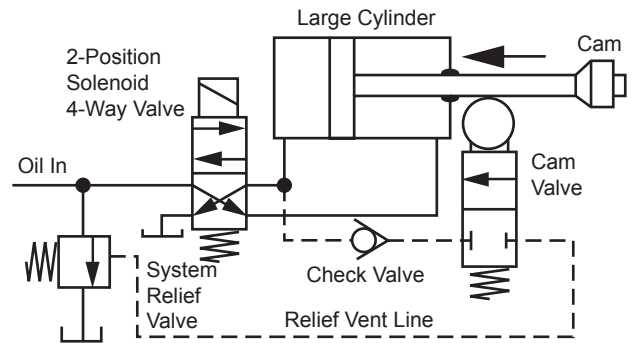 Large Cylinder
Cam
2-Position
Solenoid
4-Way Valve
Oil In
Cam
Valve
Check Valve
System
Relief
Valve
Relief Vent Line